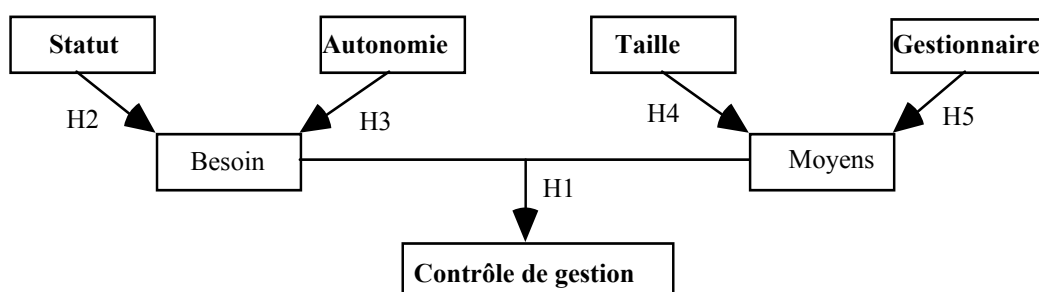 Statut Autonomie Taille Gestionnaire
H2 H3 H4 H5
Besoin Moyens
H1
Contrôle de gestion